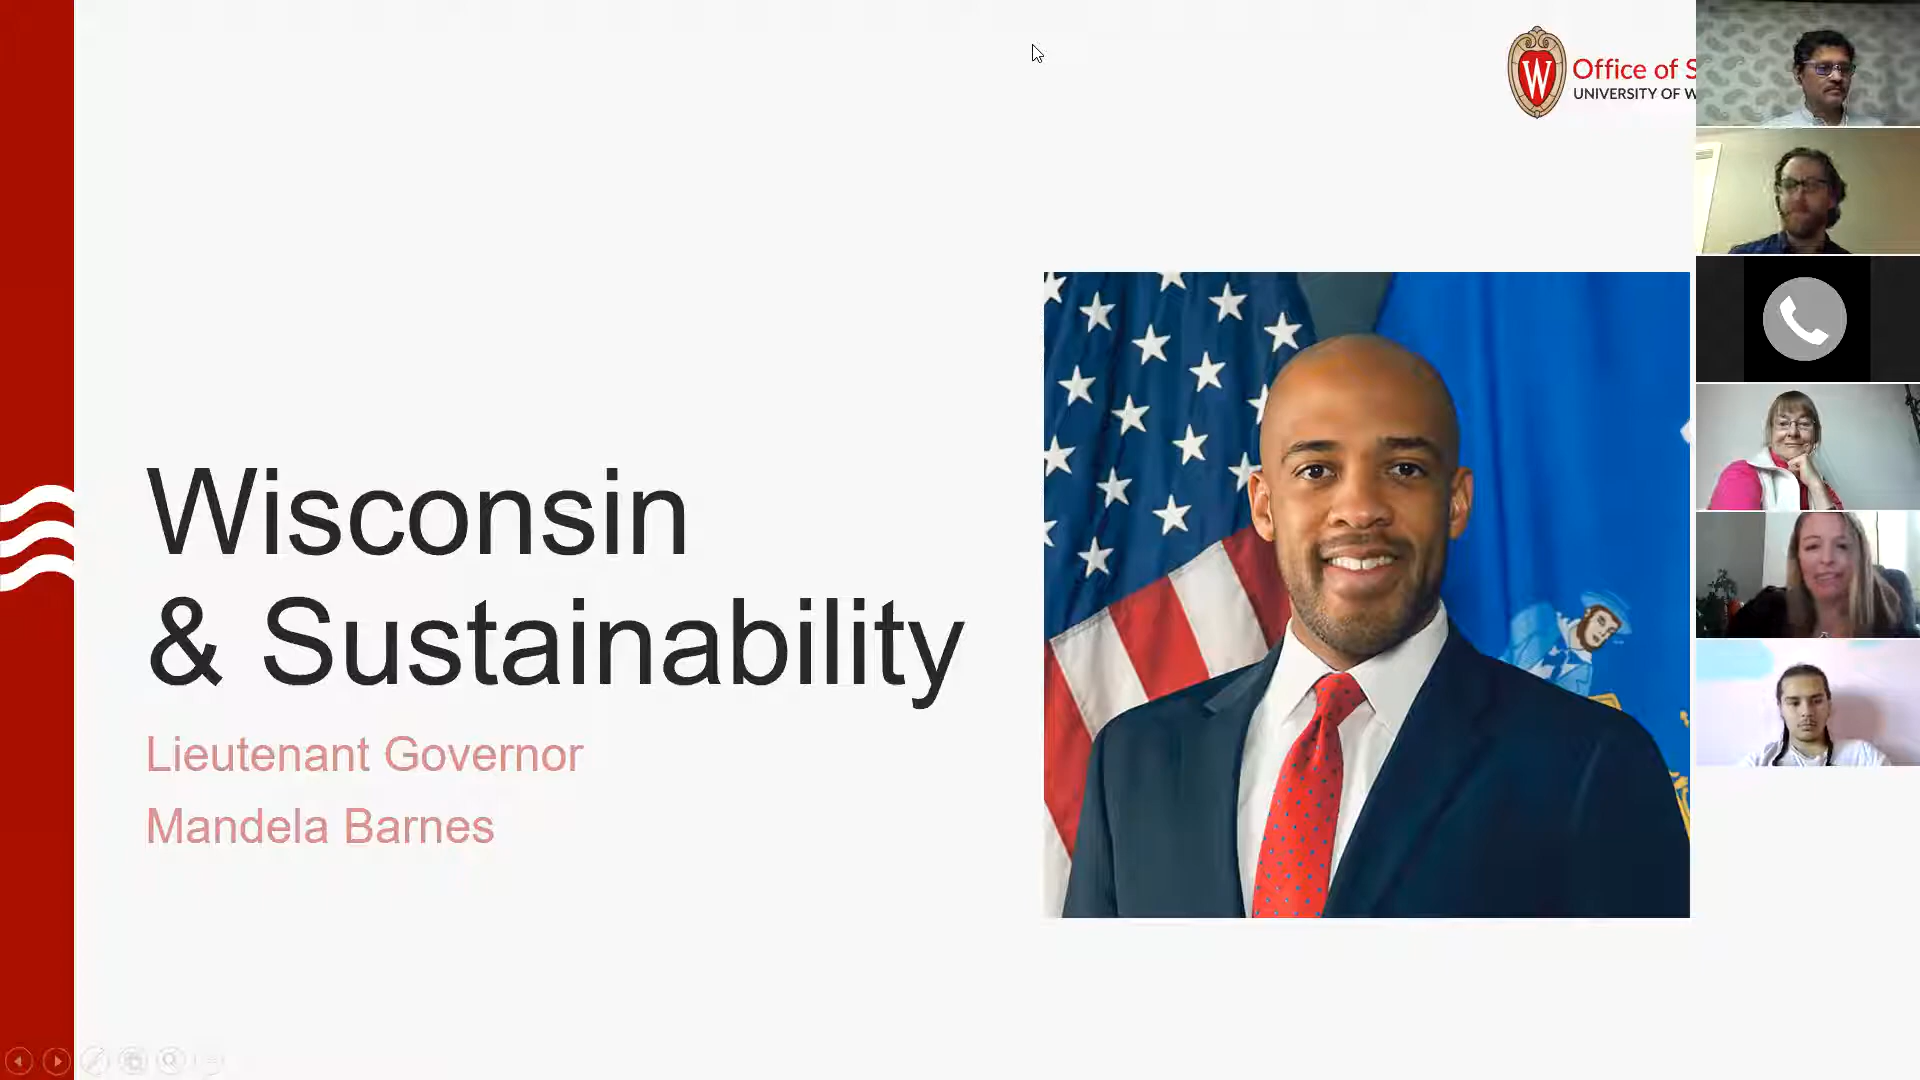 Office of S
UNIVERSITY OF W
W
Wisconsin
& Sustainability
Lieutenant Governor
Mandela Barnes